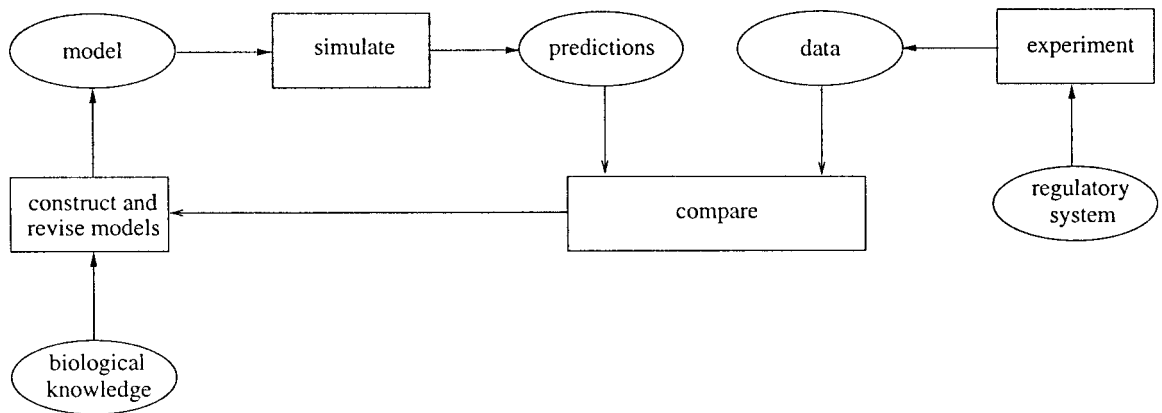 model
simulate
predictions
data
experiment
construct and
revise models
compare
regulatory
system
biological
knowledge